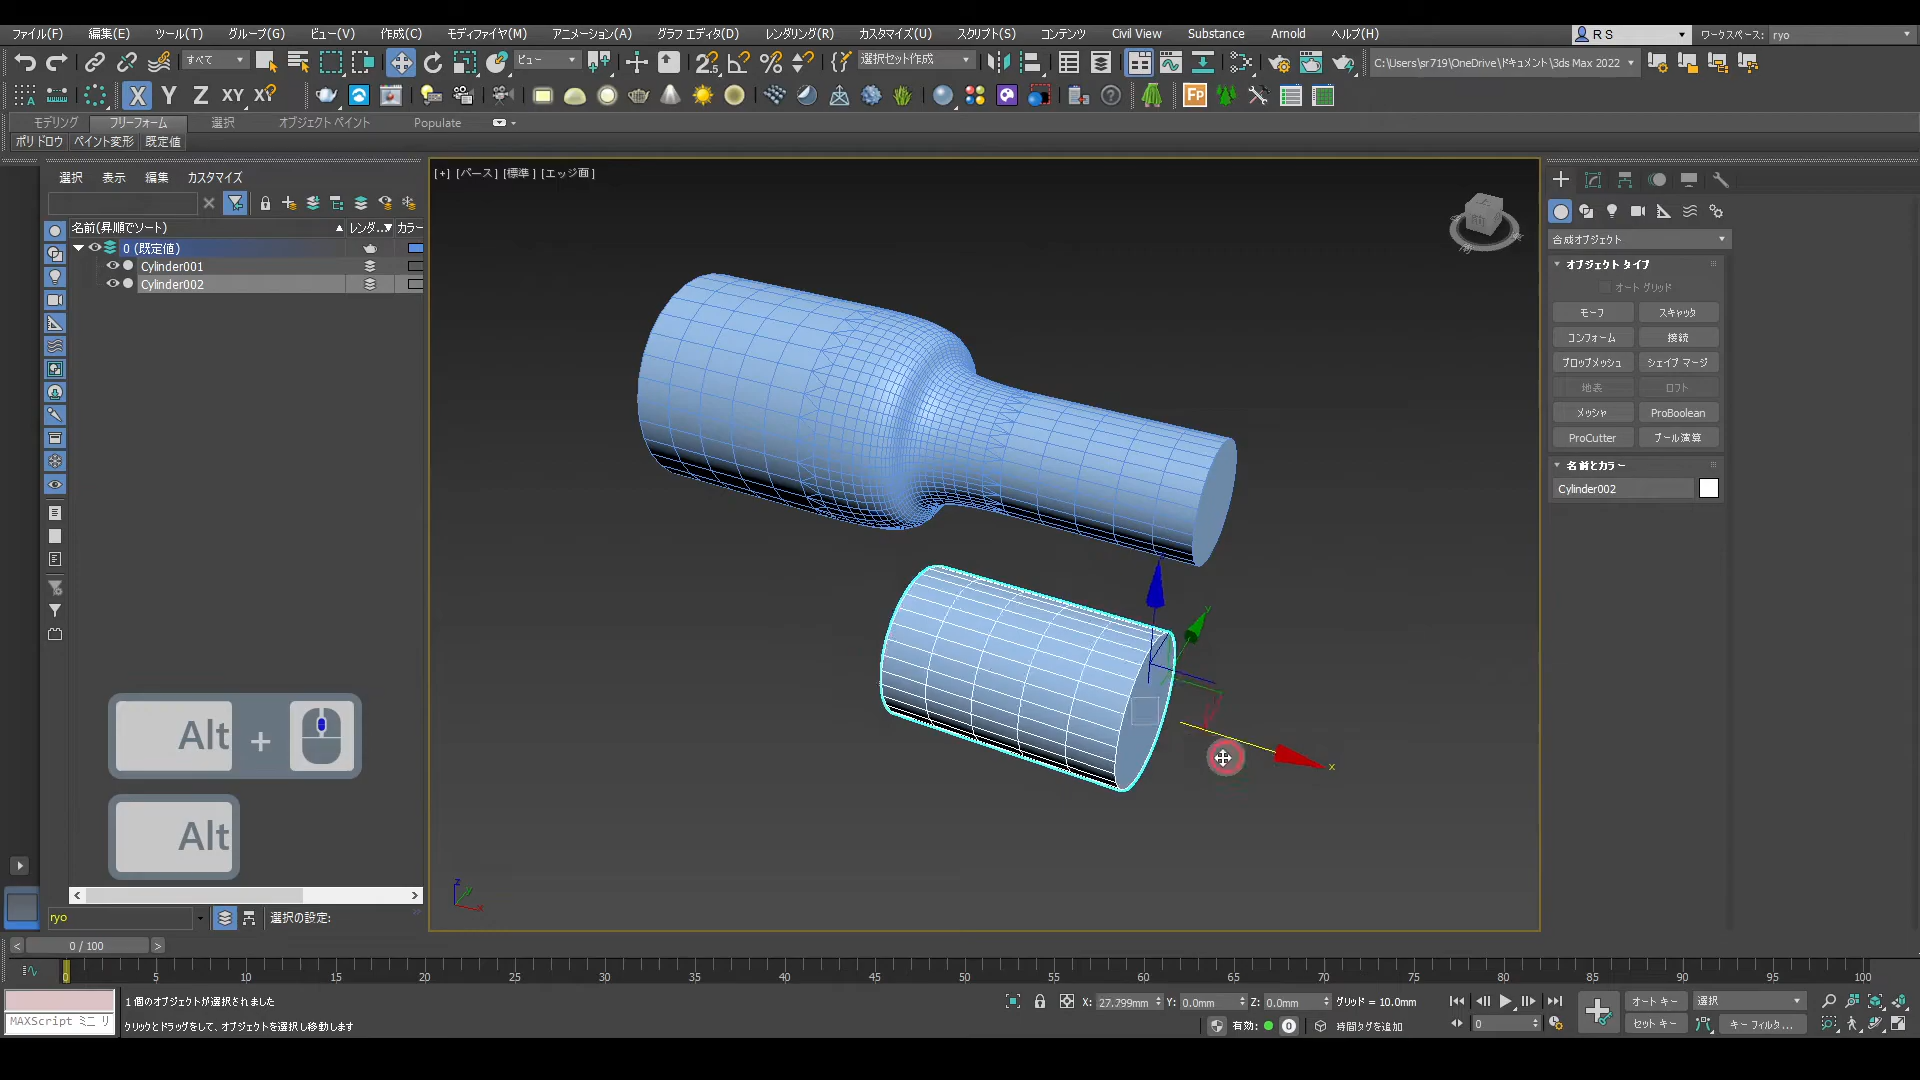 ファイル(F) 編集(E) ツール(T) グループ(G) ビュー(V) 作成(C) モディファイヤ(M) アニメーション(A) グラフ エディタ(D) レンダリング(R) カスタマイズ(U) スクリプト(S) コンテンツ Civil View Substance Arnold ヘルプ(H) R S ワークスペース: ryo
すべて ビュー 選択セット作成 C:\Users\sr719\OneDrive\ドキュメント\3ds Max 2022
X Y Z XY XY Fp
モデリング フリーフォーム 選択 オブジェクト ペイント Populate
ポリ ドロウ ペイント変形 既定値
選択 表示 編集 カスタマイズ
[+] [パース] [標準] [エッジ面]
名前(昇順でソート) レンダ.. カラー
0 (既定値)
Cylinder001
Cylinder002
合成オブジェクト
オブジェクト タイプ
オート グリッド
モーフ スキャッタ
コンフォーム 接続
ブロップメッシュ シェイプ マージ
地表 ロフト
メッシャ ProBoolean
ProCutter ブール演算
名前とカラー
Cylinder002
Alt +
Alt
z y x
x y
ryo 選択の設定:
0 / 100
0 5 10 15 20 25 30 35 40 45 50 55 60 65 70 75 80 85 90 95 100
1 個のオブジェクトが選択されました X: 27.799mm Y: 0.0mm Z: 0.0mm グリッド = 10.0mm オート キー 選択
MAXScript ミニ リ クリックとドラッグをして、オブジェクトを選択し移動します 有効: 0 時間タグを追加 0 セット キー キー フィルタ...